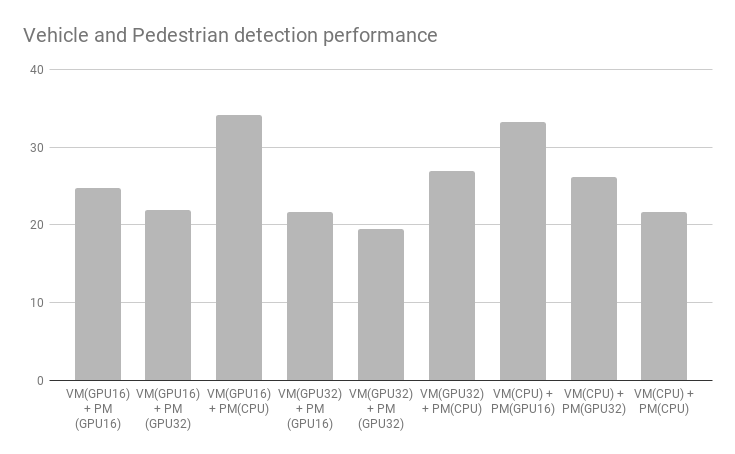 Vehicle and Pedestrian detection performance
40
30
20
10
0
VM(GPU16)
+ PM
(GPU16)
VM(GPU16)
+ PM
(GPU32)
VM(GPU16)
+ PM(CPU)
VM(GPU32)
+ PM
(GPU16)
VM(GPU32)
+ PM
(GPU32)
VM(GPU32)
+ PM(CPU)
VM(CPU) +
PM(GPU16)
VM(CPU) +
PM(GPU32)
VM(CPU) +
PM(CPU)